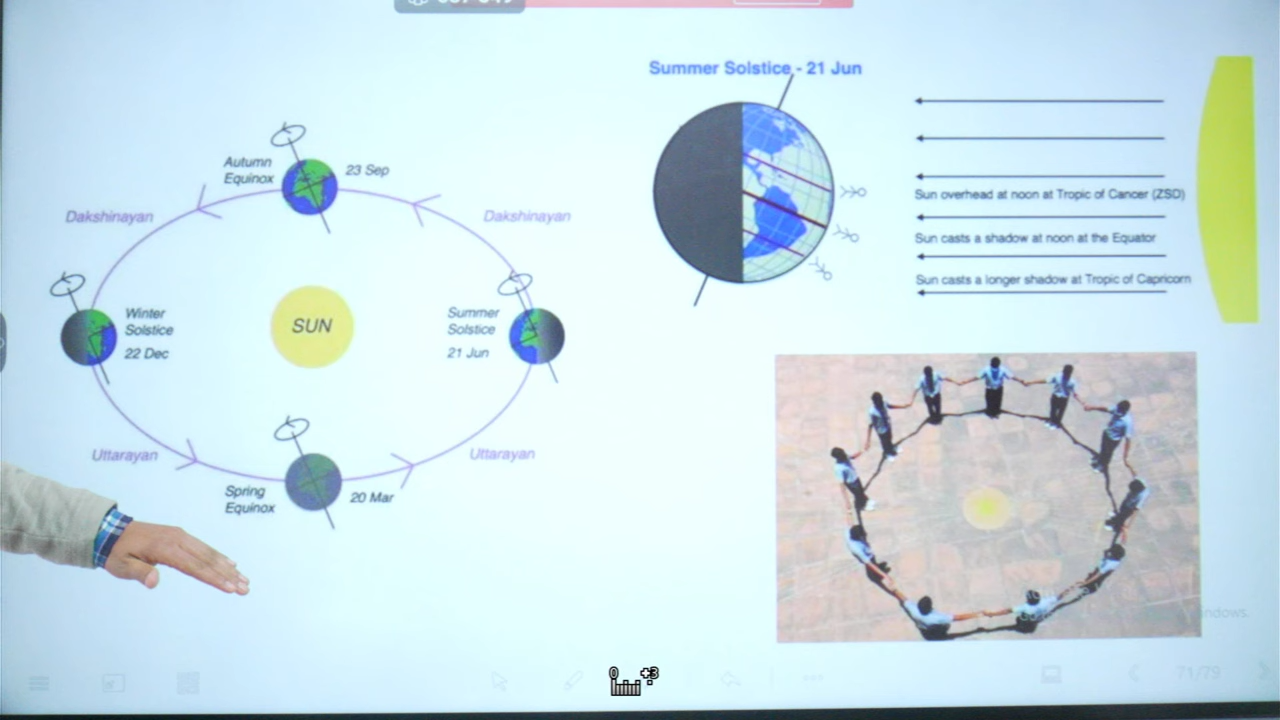 Summer Solstice - 21 Jun
Autumn
Equinox
23 Sep
Dakshinayan
Dakshinayan
Sun overhead at noon at Tropic of Cancer (ZSD)
Sun casts a shadow at noon at the Equator
Sun casts a longer shadow at Tropic of Capricorn
Winter
Solstice
22 Dec
SUN
Summer
Solstice
21 Jun
Uttarayan
Uttarayan
Spring
Equinox
20 Mar
71/79
0 +3